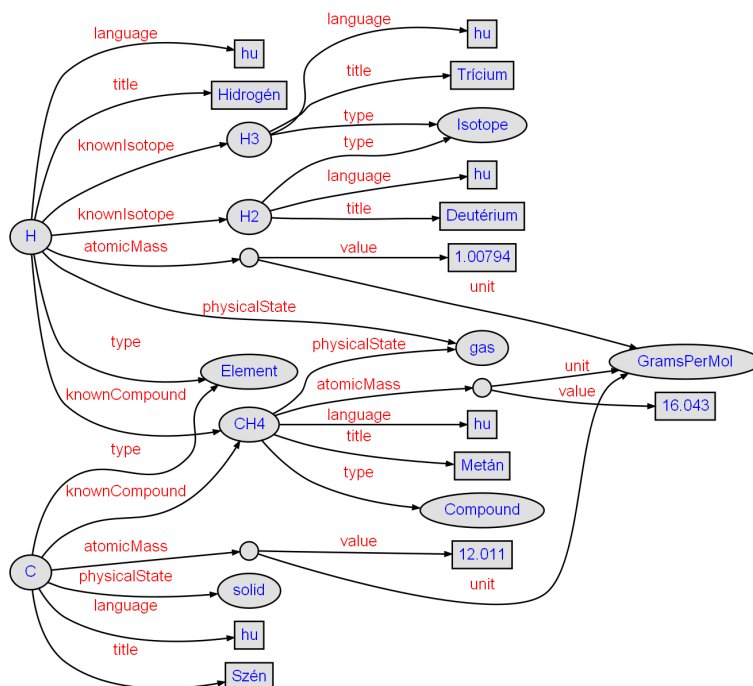 language
hu
language
hu
title
Hidrogén
title
Trícium
knownIsotope
H3
type
Isotope
type
language
hu
knownIsotope
H2
title
Deutérium
H
atomicMass
value
1.00794
unit
physicalState
physicalState
gas
type
Element
GramsPerMol
unit
atomicMass
value
16.043
knownCompound
CH4
language
hu
title
Metán
type
type
Compound
knownCompound
atomicMass
value
12.011
C
physicalState
solid
unit
language
hu
title
Szén